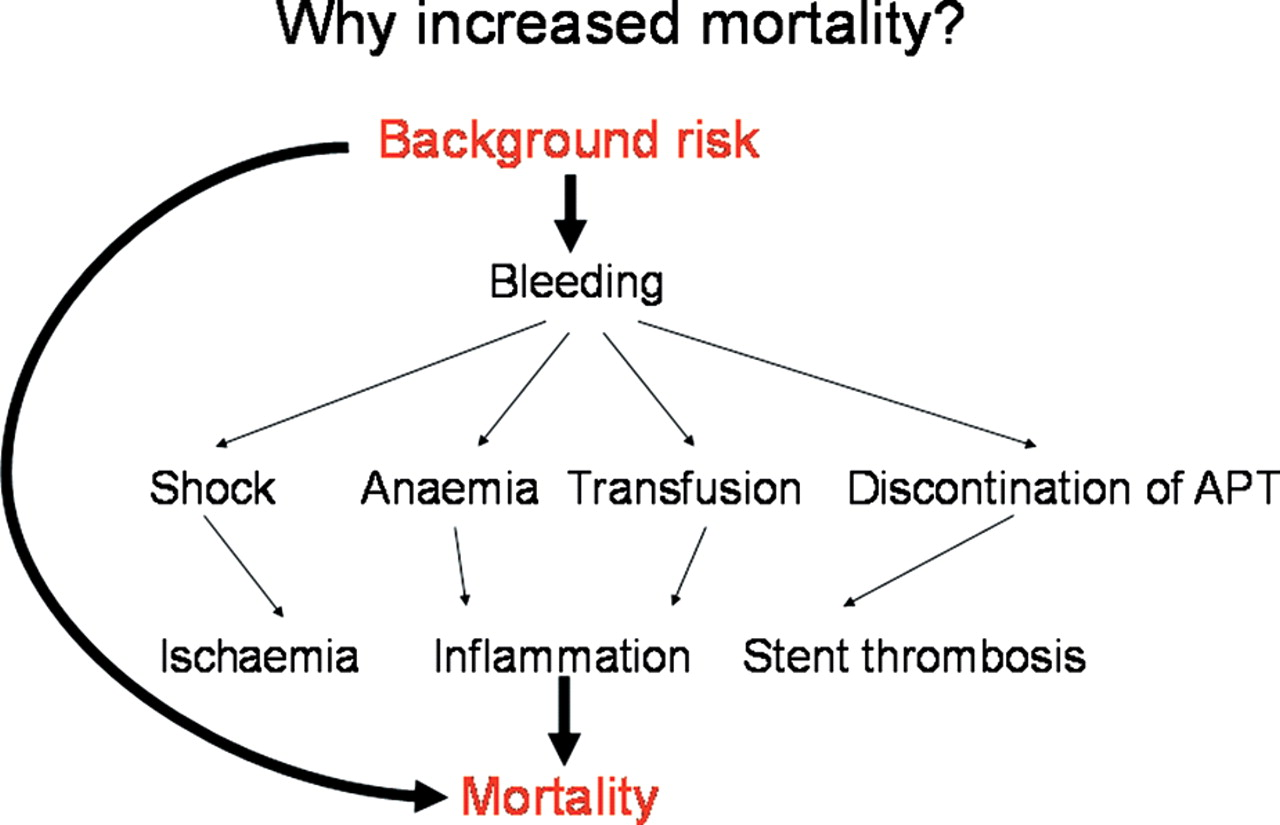 Why increased mortality?
Background risk
Bleeding
Shock Anaemia Transfusion Discontination of APT
Ischaemia Inflammation Stent thrombosis
Mortality